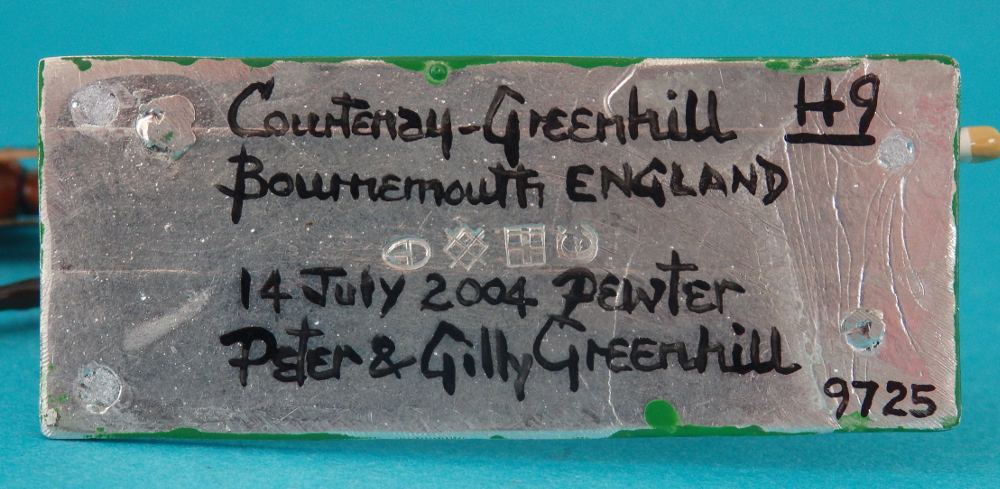 Courtenay-Greenhill H9
Bournemouth ENGLAND
14 July 2004 Pewter
Peter & Gilly Greenhill
9725